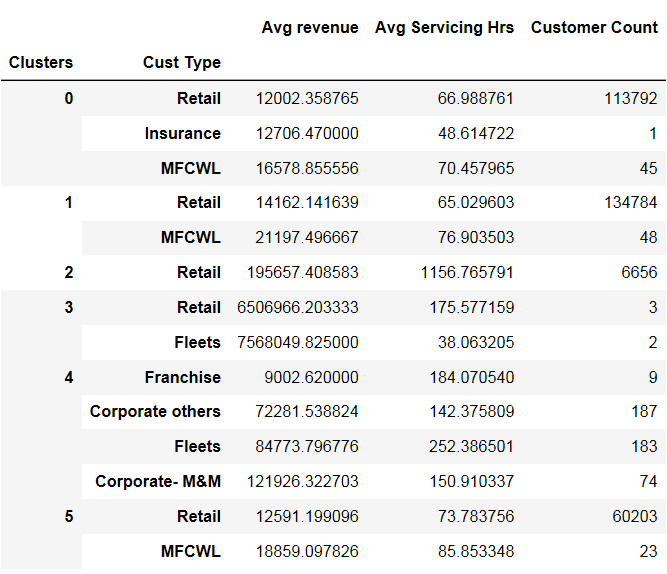 Avg revenue Avg Servicing Hrs Customer Count
Clusters Cust Type
0 Retail 12002.358765 66.988761 113792
Insurance 12706.470000 48.614722 1
MFCWL 16578.855556 70.457965 45
1 Retail 14162.141639 65.029603 134784
MFCWL 21197.496667 76.903503 48
2 Retail 195657.408583 1156.765791 6656
3 Retail 6506966.203333 175.577159 3
Fleets 7568049.825000 38.063205 2
4 Franchise 9002.620000 184.070540 9
Corporate others 72281.538824 142.375809 187
Fleets 84773.796776 252.386501 183
Corporate- M&M 121926.322703 150.910337 74
5 Retail 12591.199096 73.783756 60203
MFCWL 18859.097826 85.853348 23